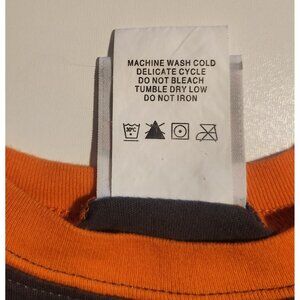 MACHINE WASH COLD
DELICATE CYCLE
DO NOT BLEACH
TUMBLE DRY LOW
DO NOT IRON
30°C